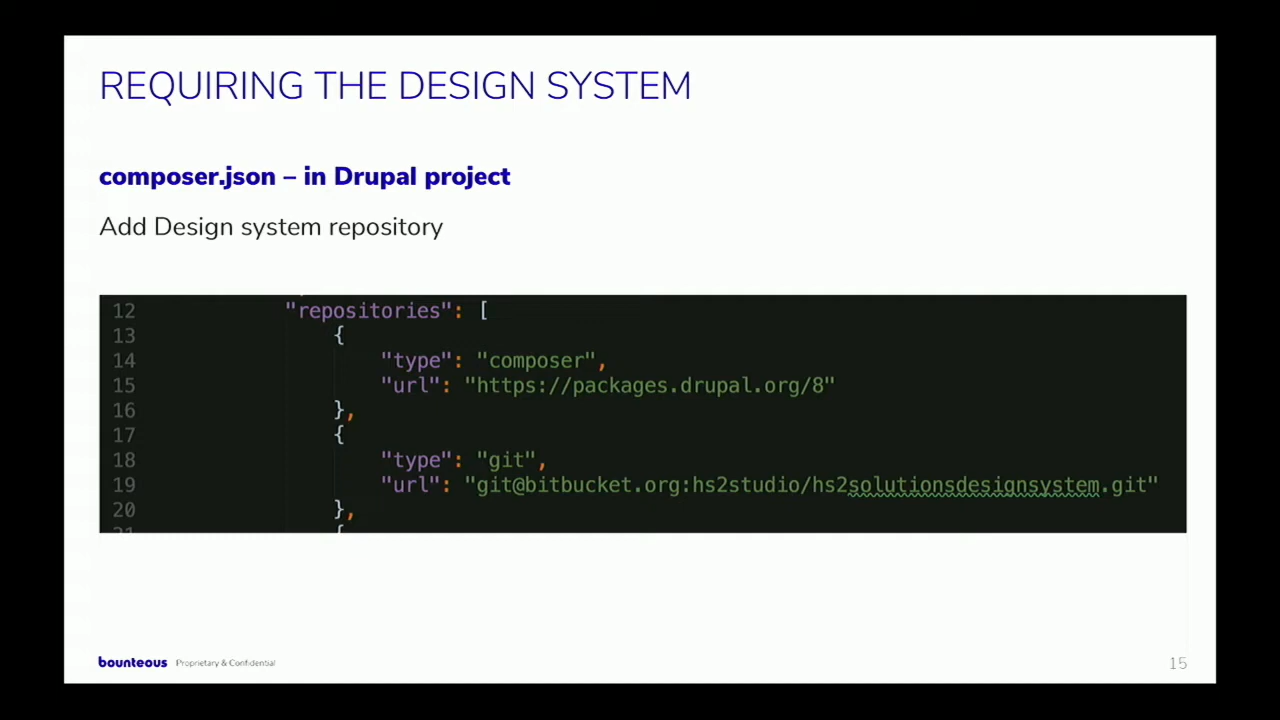 REQUIRING THE DESIGN SYSTEM
composer.json – in Drupal project
Add Design system repository
12 "repositories": [
13 {
14 "type": "composer",
15 "url": "https://packages.drupal.org/8"
16 },
17 {
18 "type": "git",
19 "url": "git@bitbucket.org:hs2studio/hs2solutionsdesignsystem.git"
20 },
21 {
bounteous Proprietary & Confidential 15